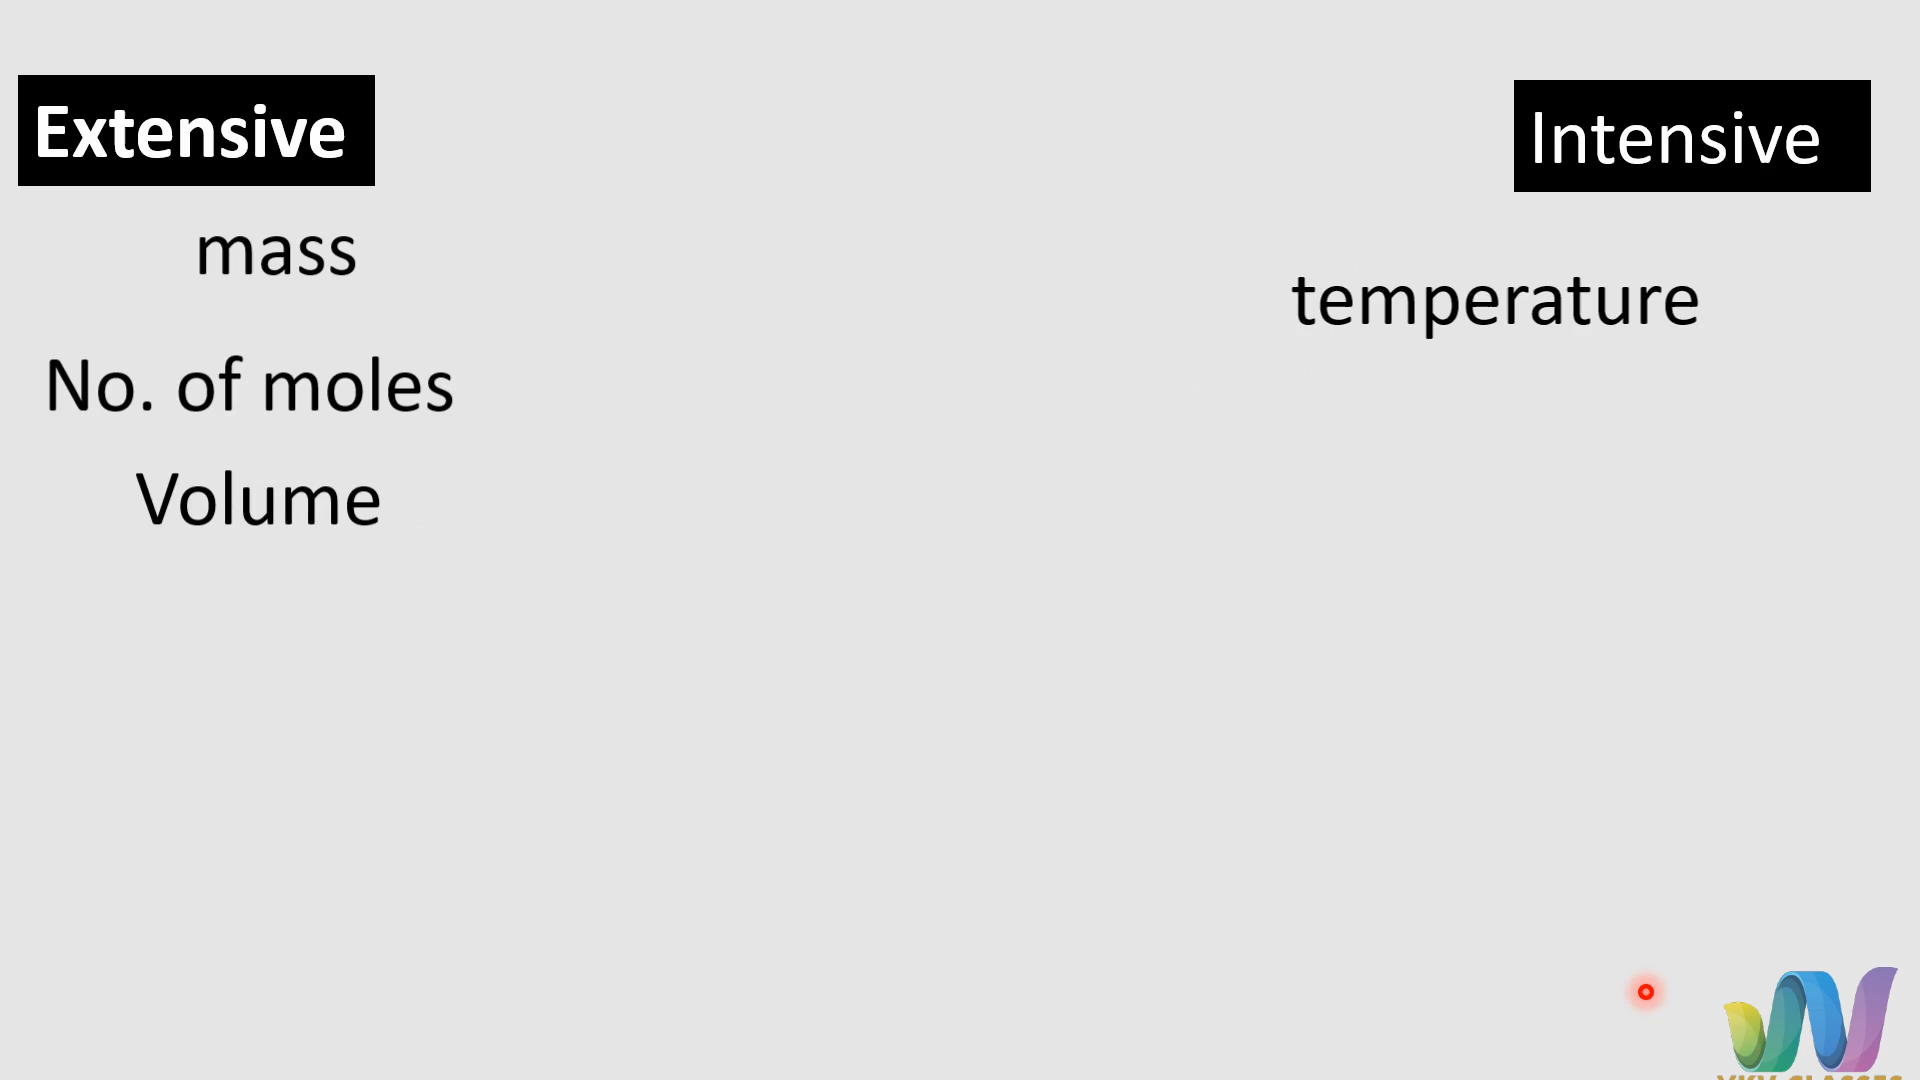 Extensive
Intensive
mass
temperature
No. of moles
Volume